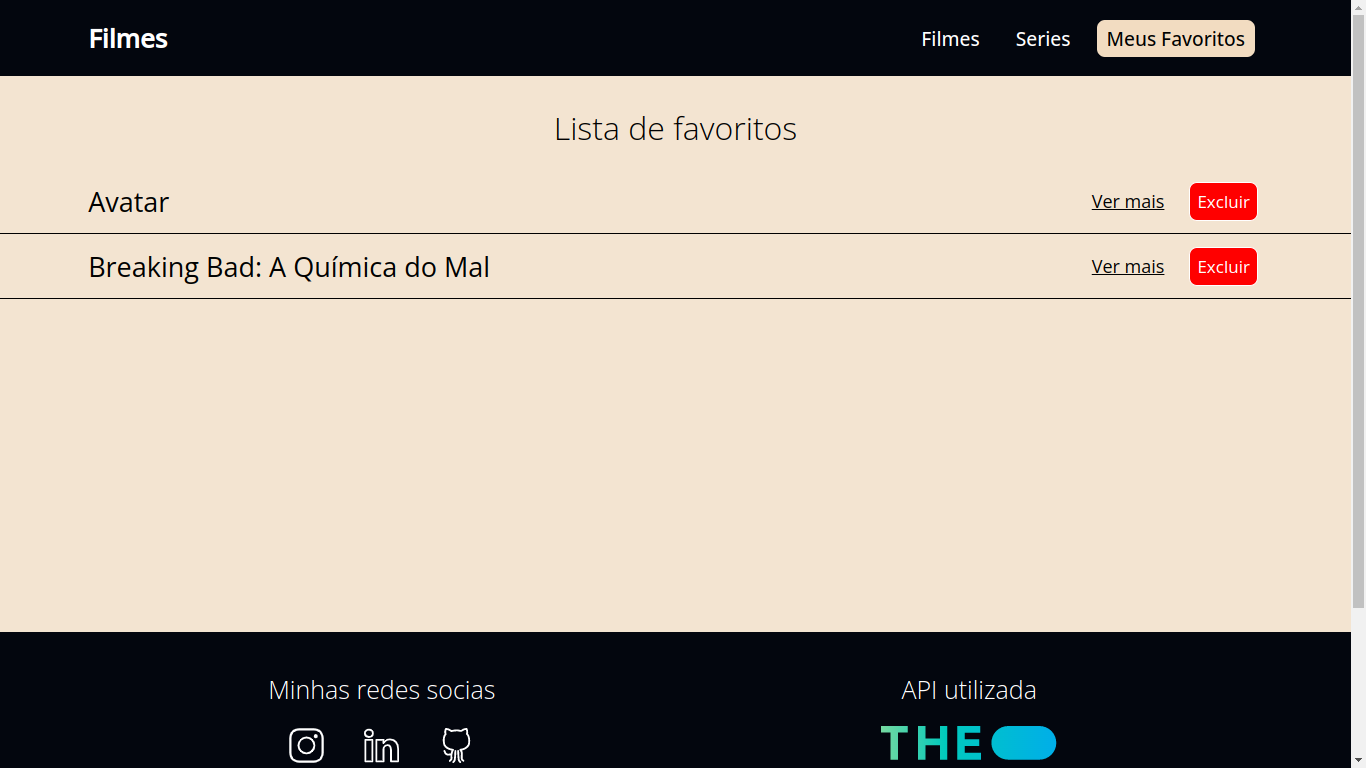 Filmes
Filmes Series Meus Favoritos
Lista de favoritos
Avatar Ver mais Excluir
Breaking Bad: A Química do Mal Ver mais Excluir
Minhas redes socias API utilizada
in THE